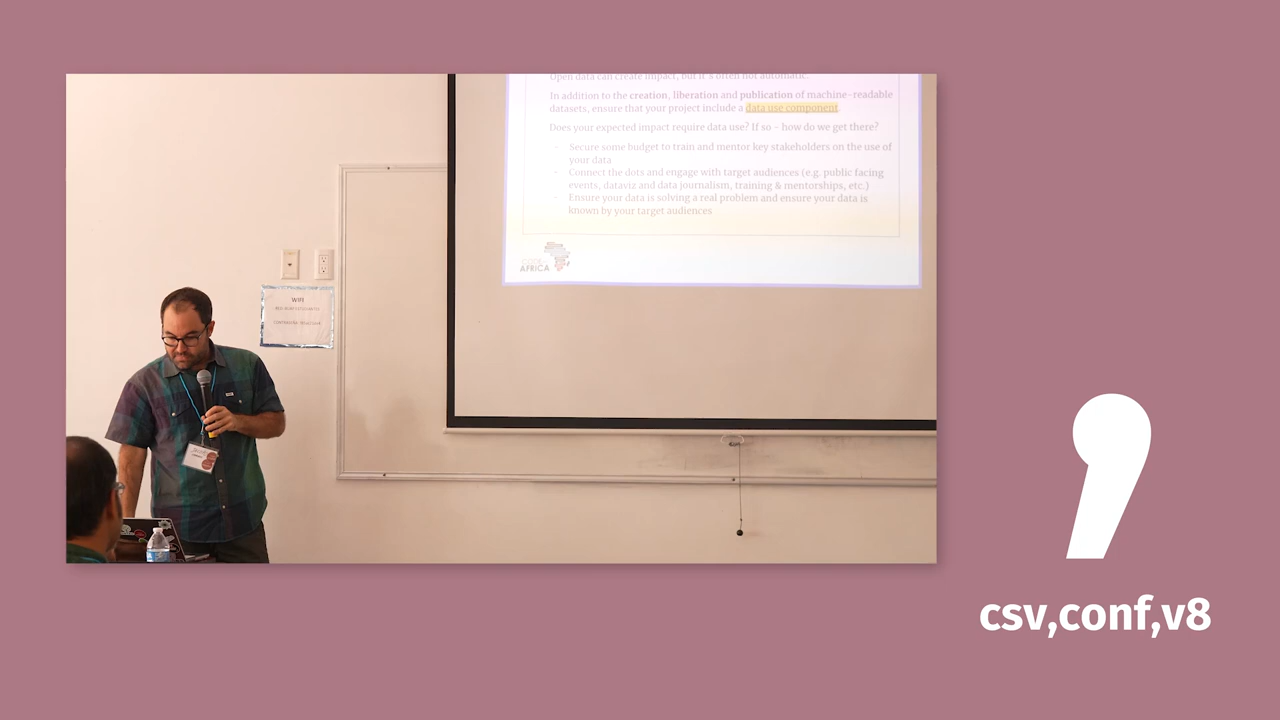 Open data can create impact, but it's often not automatic.
In addition to the creation, liberation and publication of machine-readable
datasets, ensure that your project include a data use component.
Does your expected impact require data use? If so – how do we get there?
- Secure some budget to train and mentor key stakeholders on the use of
your data
- Connect the dots and engage with target audiences (e.g. public facing
events, dataviz and data journalism, training & mentorships, etc.)
- Ensure your data is solving a real problem and ensure your data is
known by your target audiences
CODE
AFRICA
WIFI
,
csv,conf,v8